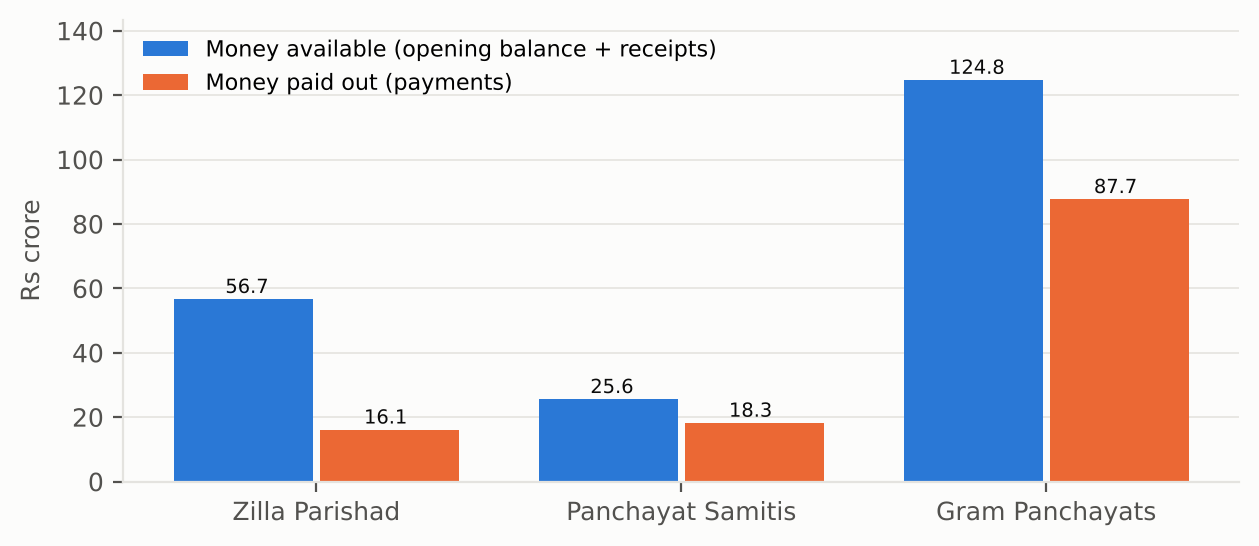 Money available (opening balance + receipts)
Money paid out (payments)
Rs crore
140
120
100
80
60
40
20
0
56.7
16.1
25.6
18.3
124.8
87.7
Zilla Parishad
Panchayat Samitis
Gram Panchayats